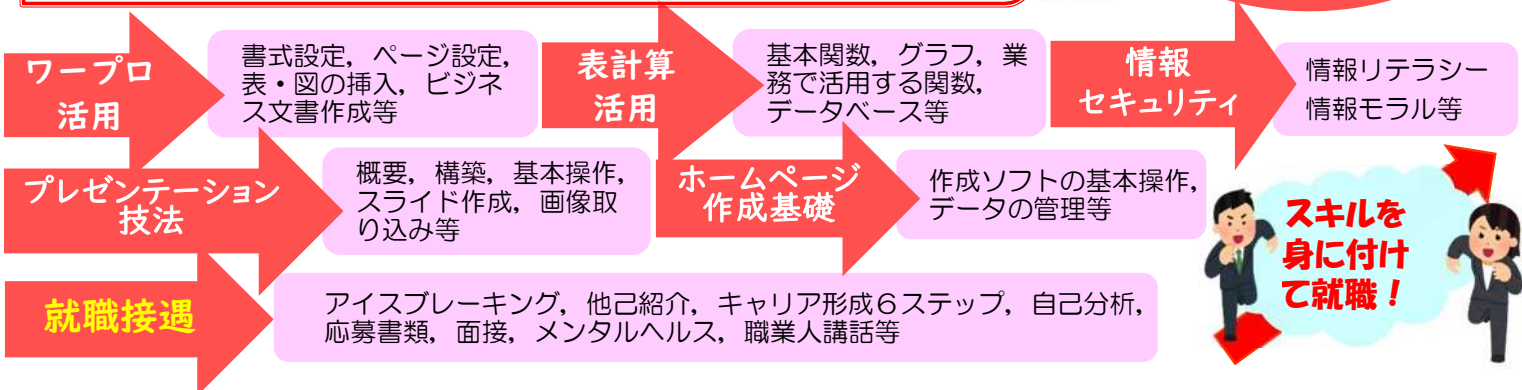 ワープロ
活用
書式設定，ページ設定，
表・図の挿入，ビジネ
ス文書作成等
表計算
活用
基本関数，グラフ，業
務で活用する関数，
データベース等
情報
セキュリティ
情報リテラシー
情報モラル等
プレゼンテーション
技法
概要，構築，基本操作，
スライド作成，画像取
り込み等
ホームページ
作成基礎
作成ソフトの基本操作，
データの管理等
スキルを
身に付け
て就職！
就職接遇
アイスブレーキング，他己紹介，キャリア形成６ステップ，自己分析，
応募書類，面接，メンタルヘルス，職業人講話等